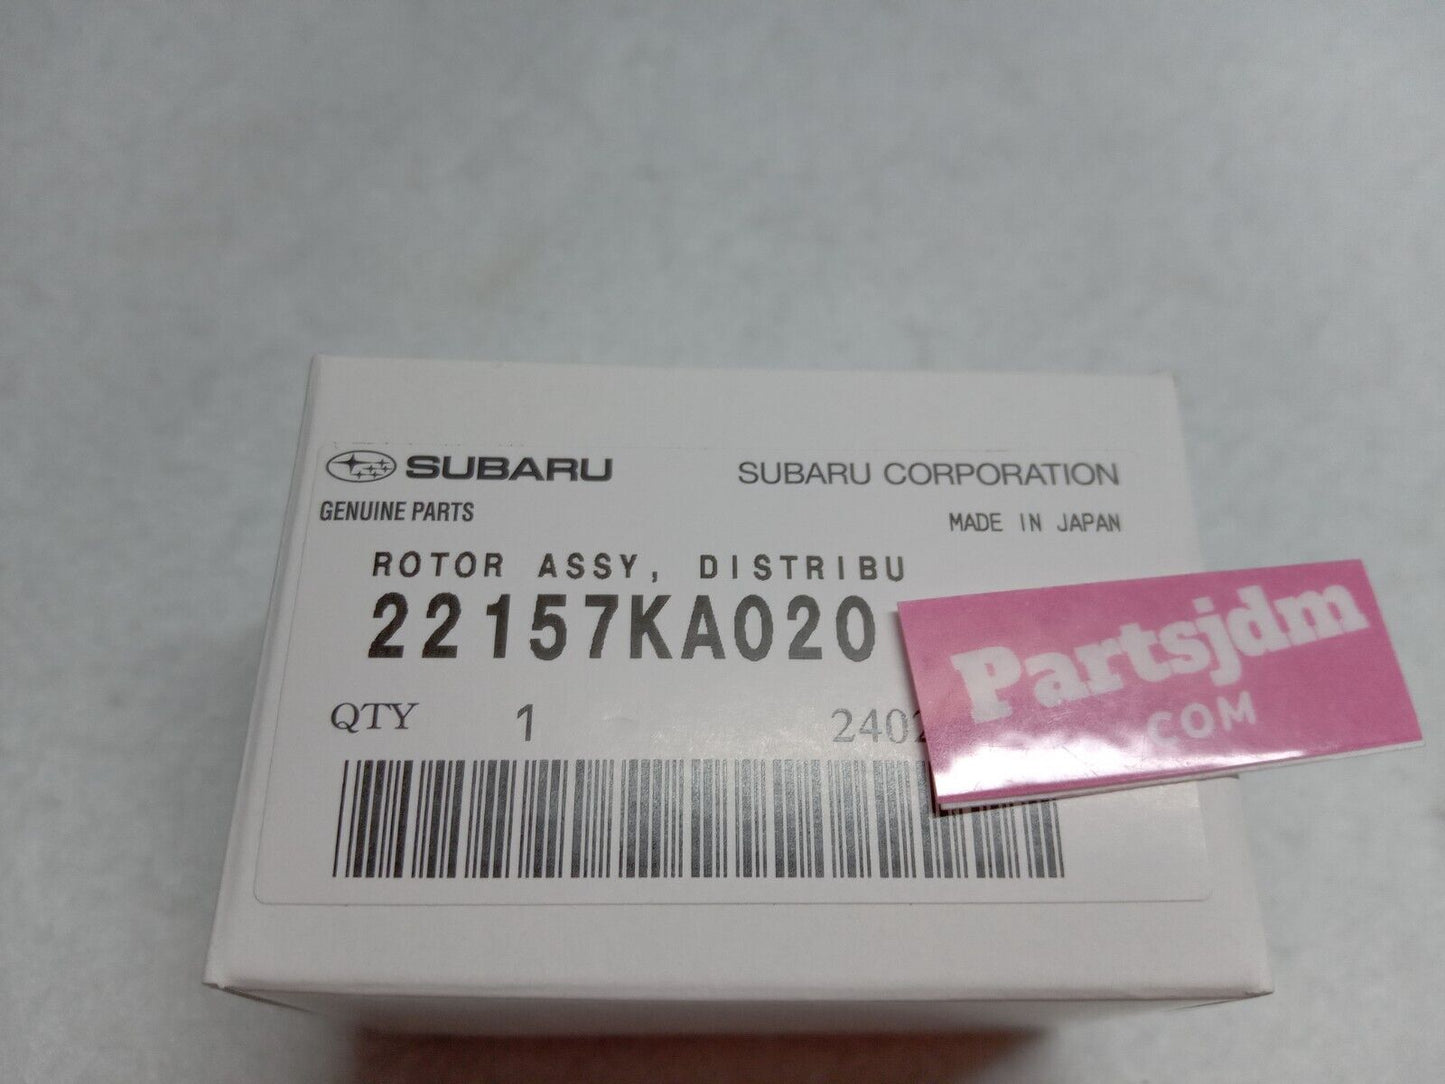 SUBARU
SUBARU CORPORATION
GENUINE PARTS
MADE IN JAPAN
ROTOR ASSY, DISTRIBU
22157KA020
QTY 1
Partsjdm
.COM